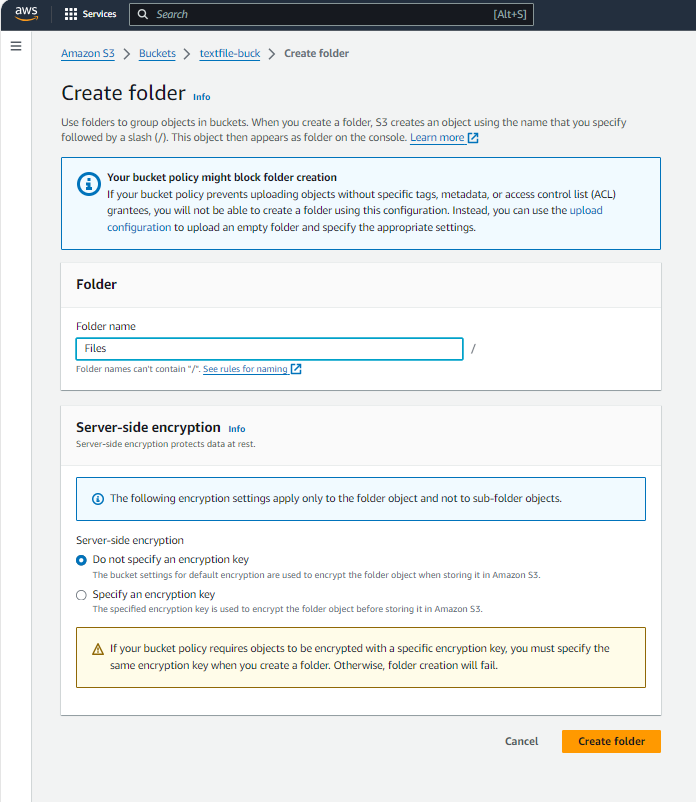 aws
Services
Search
[Alt+S]
Amazon S3 > Buckets > textfile-buck > Create folder
Create folder Info
Use folders to group objects in buckets. When you create a folder, S3 creates an object using the name that you specify
followed by a slash (/). This object then appears as folder on the console. Learn more
Your bucket policy might block folder creation
If your bucket policy prevents uploading objects without specific tags, metadata, or access control list (ACL)
grantees, you will not be able to create a folder using this configuration. Instead, you can use the upload
configuration to upload an empty folder and specify the appropriate settings.
Folder
Folder name
Files /
Folder names can't contain "/". See rules for naming
Server-side encryption Info
Server-side encryption protects data at rest.
The following encryption settings apply only to the folder object and not to sub-folder objects.
Server-side encryption
Do not specify an encryption key
The bucket settings for default encryption are used to encrypt the folder object when storing it in Amazon S3.
Specify an encryption key
The specified encryption key is used to encrypt the folder object before storing it in Amazon S3.
If your bucket policy requires objects to be encrypted with a specific encryption key, you must specify the
same encryption key when you create a folder. Otherwise, folder creation will fail.
Cancel
Create folder